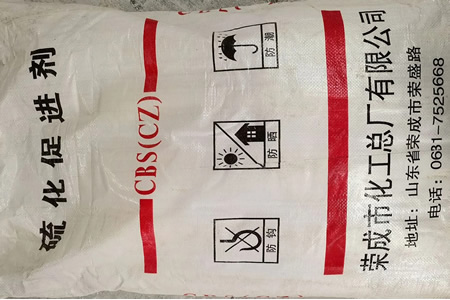 硫化促进剂
CBS(CZ)
防潮
防晒
防钩
荣成市化工总厂有限公司
地址:山东省荣成市荣盛路
电话:0631-7525668